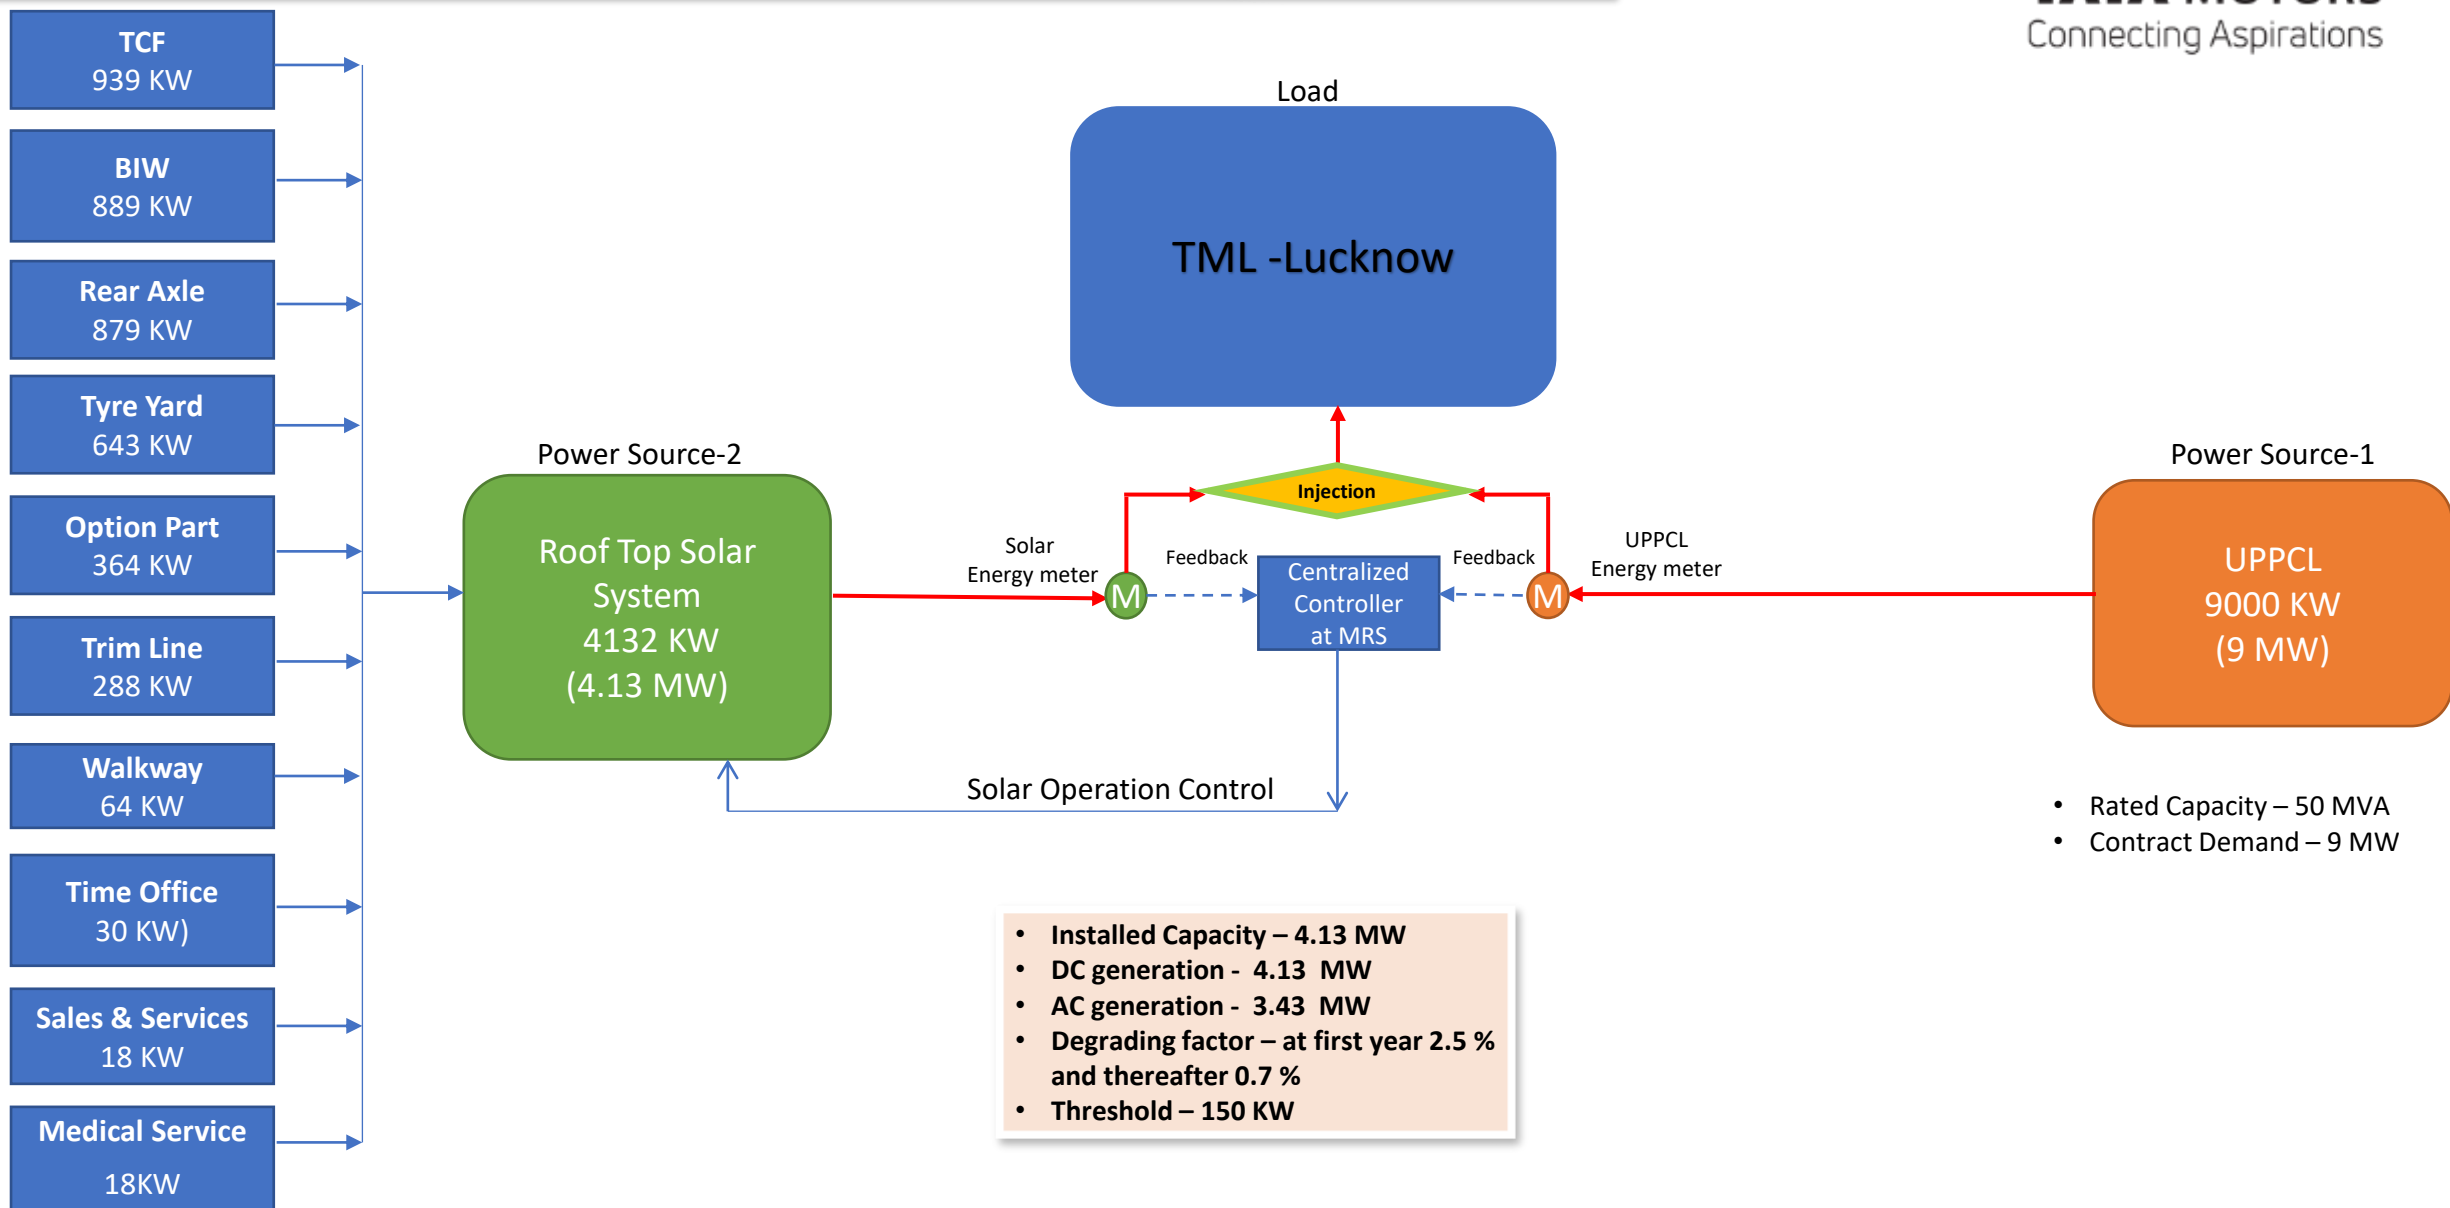 TATA MOTORS
Connecting Aspirations
TCF
939 KW
BIW
889 KW
Rear Axle
879 KW
Tyre Yard
643 KW
Option Part
364 KW
Trim Line
288 KW
Walkway
64 KW
Time Office
30 KW)
Sales & Services
18 KW
Medical Service
18KW
Power Source-2
Roof Top Solar
System
4132 KW
(4.13 MW)
Load
TML -Lucknow
Injection
Solar
Energy meter
M
Feedback
Centralized
Controller
at MRS
Feedback
M
UPPCL
Energy meter
Power Source-1
UPPCL
9000 KW
(9 MW)
Solar Operation Control
• Rated Capacity – 50 MVA
• Contract Demand – 9 MW
• Installed Capacity – 4.13 MW
• DC generation - 4.13 MW
• AC generation - 3.43 MW
• Degrading factor – at first year 2.5 %
and thereafter 0.7 %
• Threshold – 150 KW